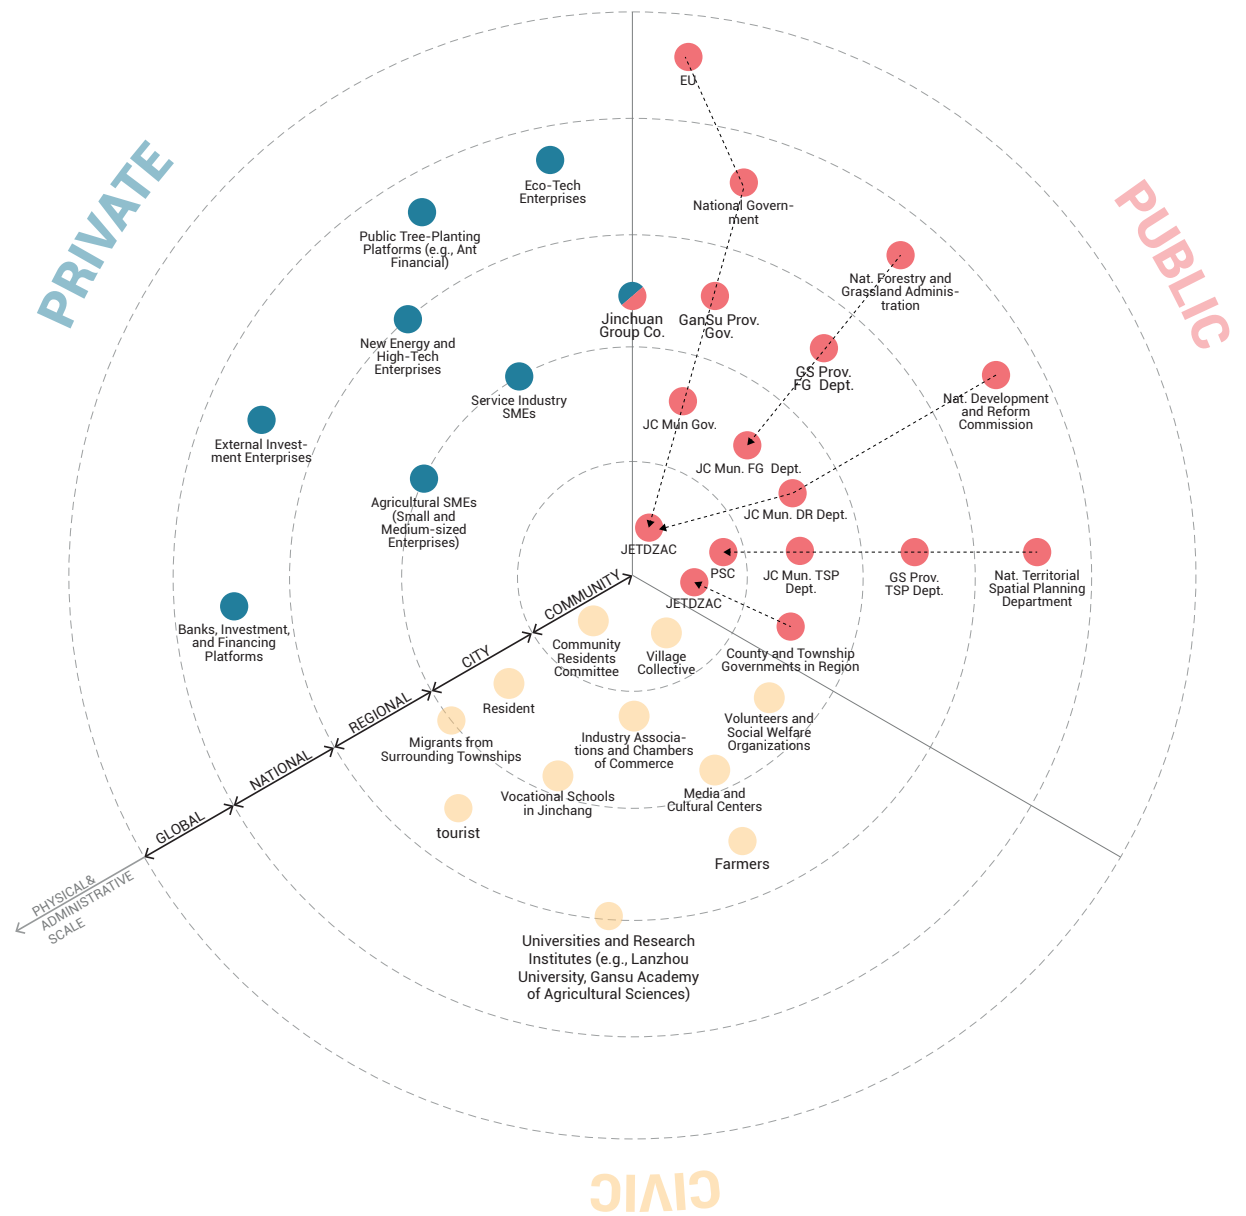 PRIVATE
PUBLIC
CIVIC
EU
National Govern-
ment
Nat. Forestry and
Grassland Adminis-
tration
GanSu Prov.
Gov.
GS Prov.
FG Dept.
Nat. Development
and Reform
Commission
JC Mun Gov.
JC Mun. FG Dept.
JC Mun. DR Dept.
JETDZAC
PSC
JC Mun. TSP
Dept.
GS Prov.
TSP Dept.
Nat. Territorial
Spatial Planning
Department
JETDZAC
County and Township
Governments in Region
Jinchuan
Group Co.
Eco-Tech
Enterprises
Public Tree-Planting
Platforms (e.g., Ant
Financial)
New Energy and
High-Tech
Enterprises
Service Industry
SMEs
External Invest-
ment Enterprises
Agricultural SMEs
(Small and
Medium-sized
Enterprises)
Banks, Investment,
and Financing
Platforms
COMMUNITY
CITY
REGIONAL
NATIONAL
GLOBAL
PHYSICAL&
ADMINISTRATIVE
SCALE
Community
Residents
Committee
Village
Collective
Resident
Migrants from
Surrounding Townships
Industry Associa-
tions and Chambers
of Commerce
Volunteers and
Social Welfare
Organizations
Vocational Schools
in Jinchang
Media and
Cultural Centers
tourist
Farmers
Universities and Research
Institutes (e.g., Lanzhou
University, Gansu Academy
of Agricultural Sciences)